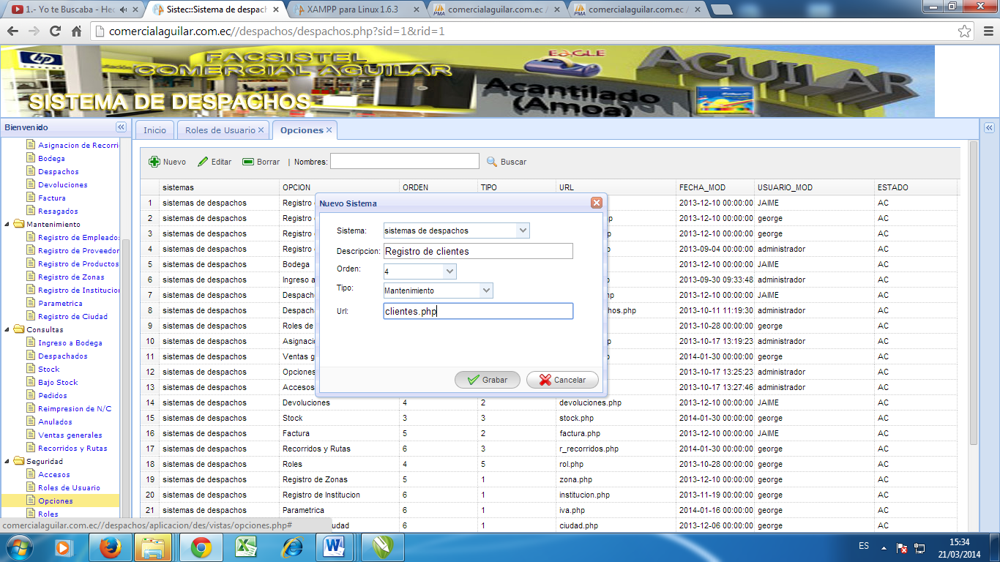 1.- Yo te Buscaba - Hec
Sistec::Sistema de despach
XAMPP para Linux 1.6.3
comercialaguilar.com.ec /
comercialaguilar.com.ec /
comercialaguilar.com.ec//despachos/despachos.php?sid=1&rid=1
hp
FACSISTEL
COMERCIAL AGUILAR
SISTEMA DE DESPACHOS
EAGLE
AGUILAR
Acantilado
(Amoa)
Bienvenido
Asignacion de Recorri
Bodega
Despachos
Devoluciones
Factura
Resagados
Mantenimiento
Registro de Empleados
Registro de Proveedor
Registro de Productos
Registro de Zonas
Registro de Institucion
Parametrica
Registro de Ciudad
Consultas
Ingreso a Bodega
Despachados
Stock
Bajo Stock
Pedidos
Reimpresion de N/C
Anulados
Ventas generales
Recorridos y Rutas
Seguridad
Accesos
Roles de Usuario
Opciones
Roles
comercialaguilar.com.ec//despachos/aplicacion/des/vistas/opciones.php#
Inicio
Roles de Usuario
Opciones
Nuevo Editar Borrar | Nombres: Buscar
sistemas OPCION ORDEN TIPO URL FECHA_MOD USUARIO_MOD ESTADO
1 sistemas de despachos Registro 2013-12-10 00:00:00 JAIME AC
2 sistemas de despachos Registro 2013-12-10 00:00:00 george AC
3 sistemas de despachos Registro 2013-12-10 00:00:00 george AC
4 sistemas de despachos Registro 2013-09-04 00:00:00 administrador AC
5 sistemas de despachos Bodega 2013-12-10 00:00:00 JAIME AC
6 sistemas de despachos Ingreso a 2013-09-30 09:33:48 administrador AC
7 sistemas de despachos Despach 2013-12-10 00:00:00 JAIME AC
8 sistemas de despachos Despacha hos.php 2013-10-11 11:19:30 administrador AC
9 sistemas de despachos Roles de 2013-10-28 00:00:00 george AC
10 sistemas de despachos Asignaci 2013-10-17 13:19:23 administrador AC
11 sistemas de despachos Ventas g 2014-01-30 00:00:00 george AC
12 sistemas de despachos Opciones 2013-10-17 13:25:23 administrador AC
13 sistemas de despachos Accesos 2013-10-17 13:27:46 administrador AC
14 sistemas de despachos Devoluciones 4 2 devoluciones.php 2013-12-10 00:00:00 JAIME AC
15 sistemas de despachos Stock 3 3 stock.php 2014-01-30 00:00:00 george AC
16 sistemas de despachos Factura 5 2 factura.php 2013-12-10 00:00:00 JAIME AC
17 sistemas de despachos Recorridos y Rutas 6 3 r_recorridos.php 2014-01-30 00:00:00 george AC
18 sistemas de despachos Roles 4 5 rol.php 2013-10-28 00:00:00 george AC
19 sistemas de despachos Registro de Zonas 5 1 zona.php 2013-12-10 00:00:00 george AC
20 sistemas de despachos Registro de Institucion 6 1 institucion.php 2013-11-19 00:00:00 george AC
21 sistemas de despachos Parametrica 6 1 iva.php 2014-01-16 00:00:00 george AC
udad 6 1 ciudad.php 2013-12-06 00:00:00 george AC
Nuevo Sistema
Sistema: sistemas de despachos
Descripcion: Registro de clientes
Orden: 4
Tipo: Mantenimiento
Url: clientes.php
Grabar Cancelar
ES
15:34
21/03/2014